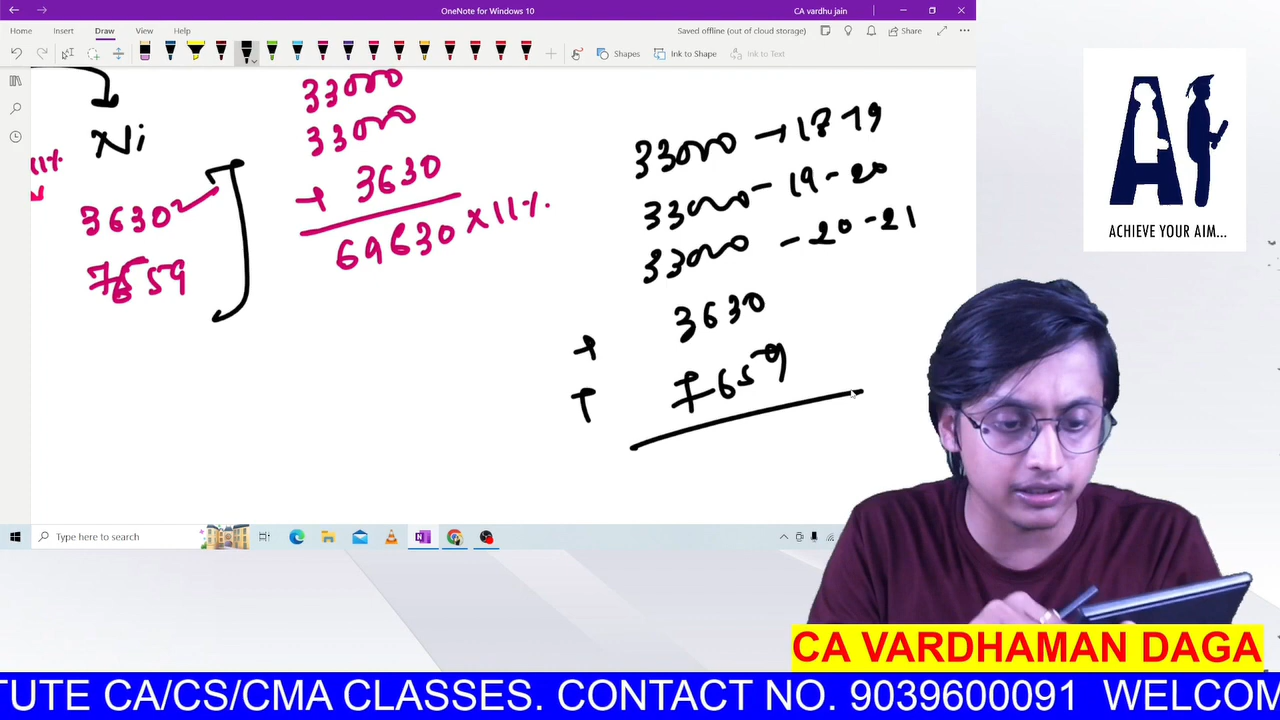 OneNote for Windows 10
CA vardhu jain
Home
Insert
Draw
View
Help
Saved offline (out of cloud storage)
Share
Shapes
Ink to Shape
Ink to Text
x11%
Ni
3630
7659
33000
33000
+ 3630
69630 x 11%
33000 → 18-19
33000 - 19-20
33000 - 20-21
+ 3630
+ 7659
Type here to search
AI
ACHIEVE YOUR AIM...
CA VARDHAMAN DAGA
TUTE CA/CS/CMA CLASSES. CONTACT NO. 9039600091 WELCOM